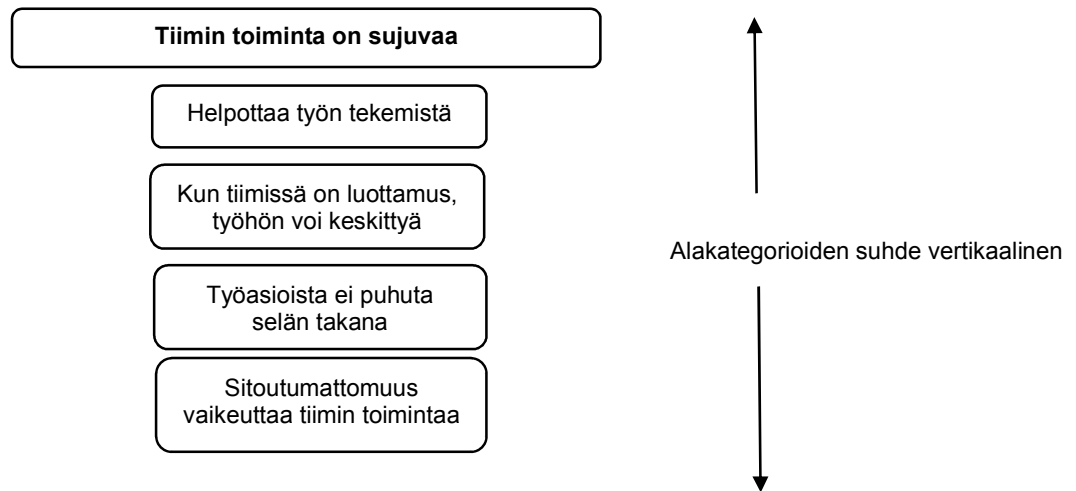 Tiimin toiminta on sujuvaa
Helpottaa työn tekemistä
Kun tiimissä on luottamus,
työhön voi keskittyä
Alakategorioiden suhde vertikaalinen
Työasioista ei puhuta
selän takana
Sitoutumattomuus
vaikeuttaa tiimin toimintaa